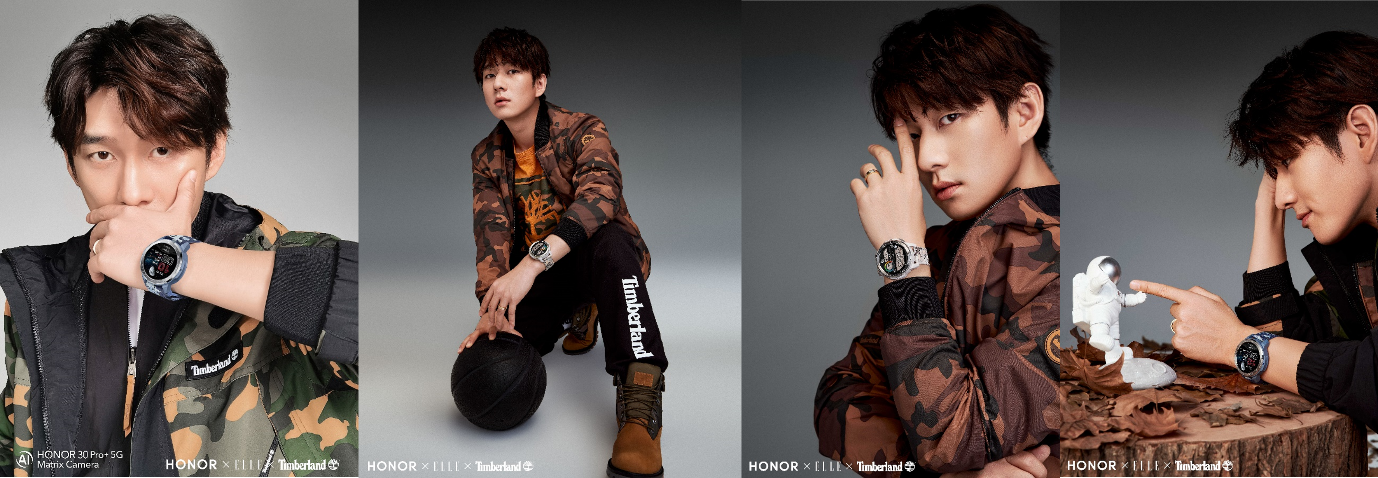 Timberland
AI HONOR 30 Pro+ 5G
Matrix Camera
HONOR × ELLE × Timberland
Timberland
HONOR × ELLE × Timberland
HONOR × ELLE × Timberland
HONOR × ELLE × Timberland